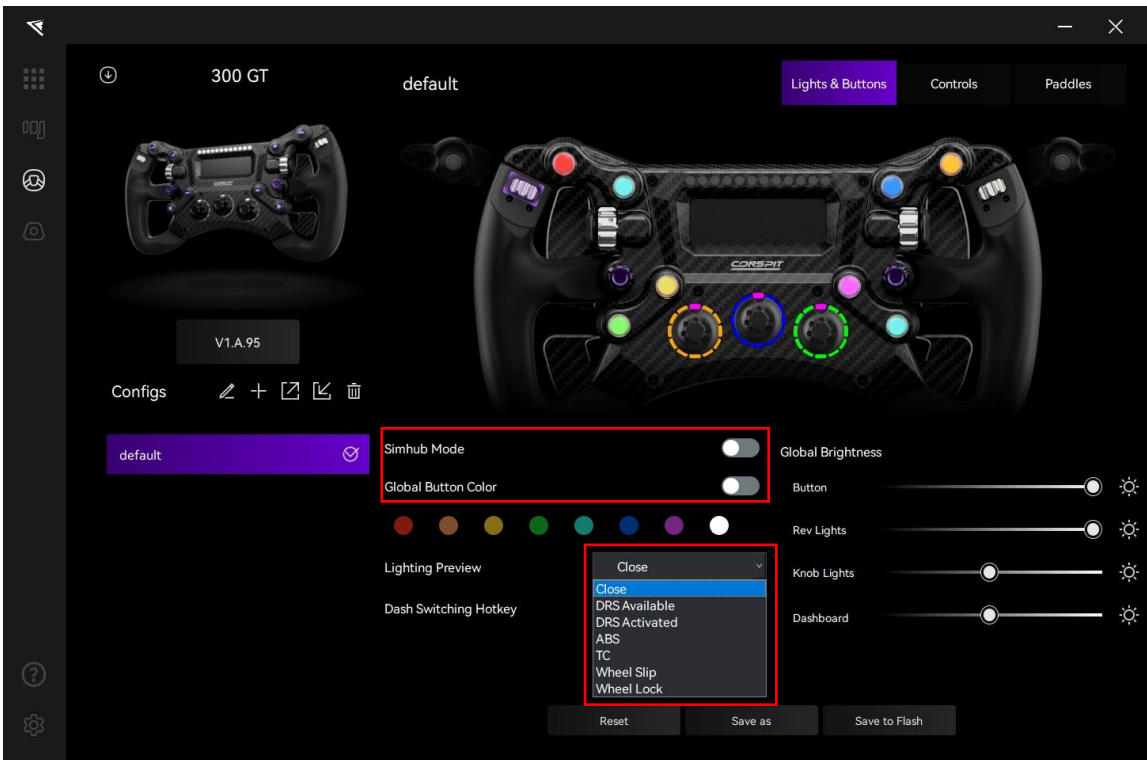 300 GT
default
Lights & Buttons
Controls
Paddles
CORSPIT
V1.A.95
Configs
default
Simhub Mode
Global Button Color
Lighting Preview
Close
Close
DRS Available
DRS Activated
ABS
TC
Wheel Slip
Wheel Lock
Dash Switching Hotkey
Global Brightness
Button
Rev Lights
Knob Lights
Dashboard
Reset
Save as
Save to Flash